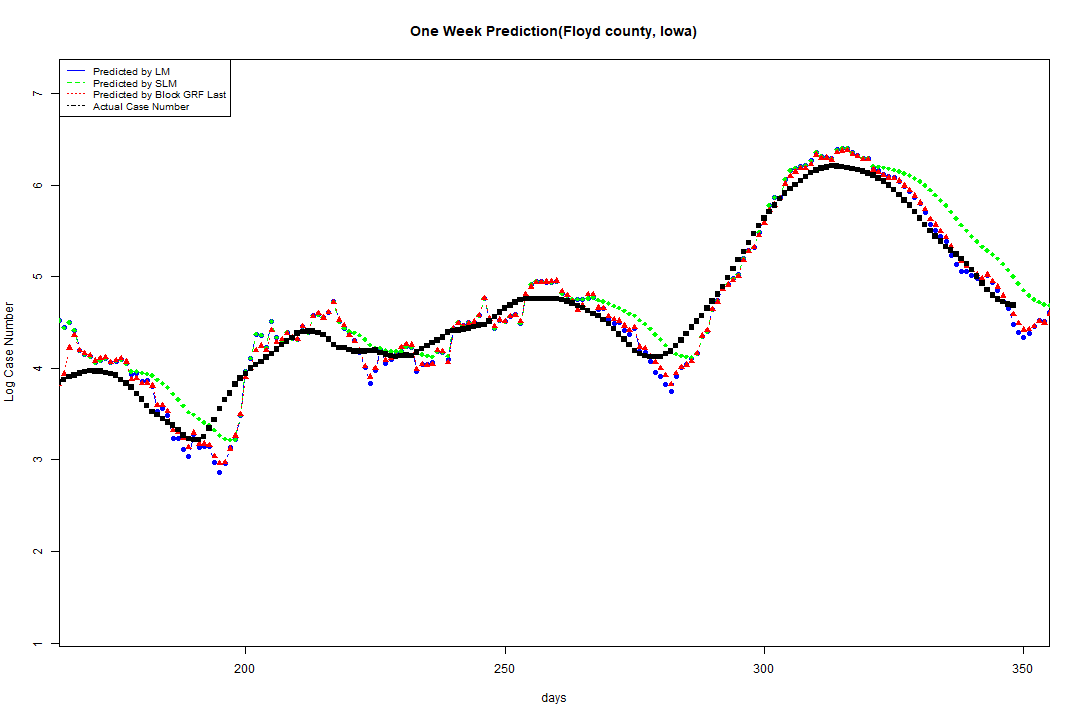 One Week Prediction(Floyd county, Iowa)
Predicted by LM
Predicted by SLM
Predicted by Block GRF Last
Actual Case Number
7
6
5
4
3
2
1
Log Case Number
200
250
300
350
days